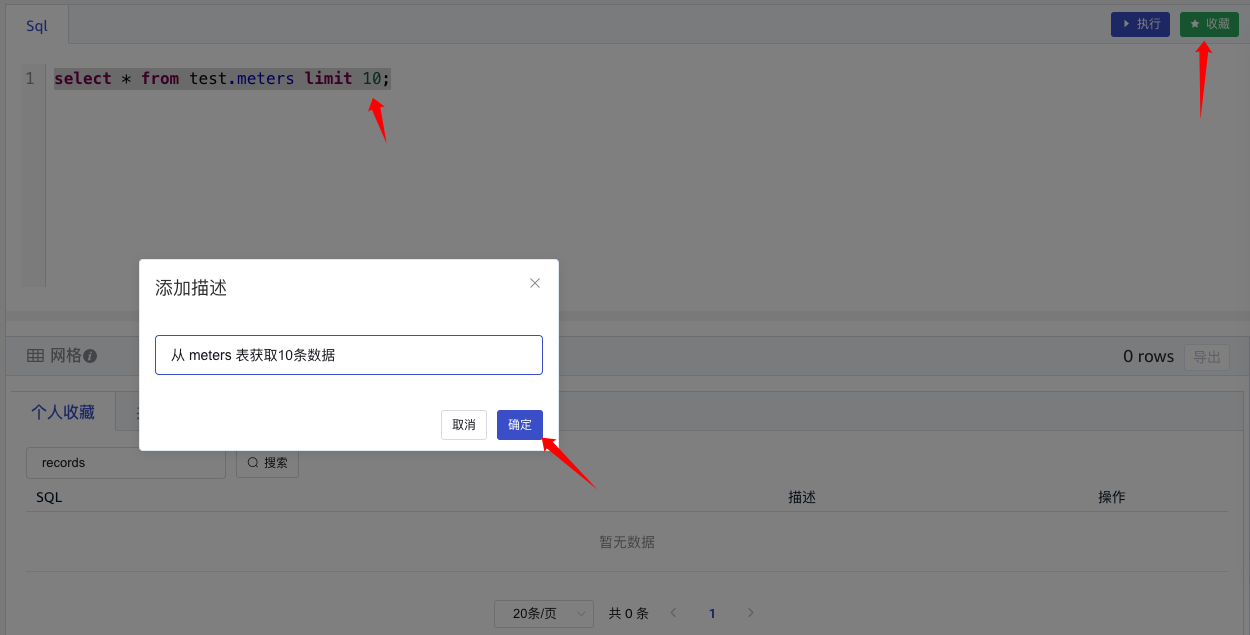 Sql
执行
收藏
1
select * from test.meters limit 10;
添加描述
从 meters 表获取10条数据
取消
确定
网格
0 rows
导出
个人收藏
records
搜索
SQL
描述
操作
暂无数据
20条/页
共 0 条
1